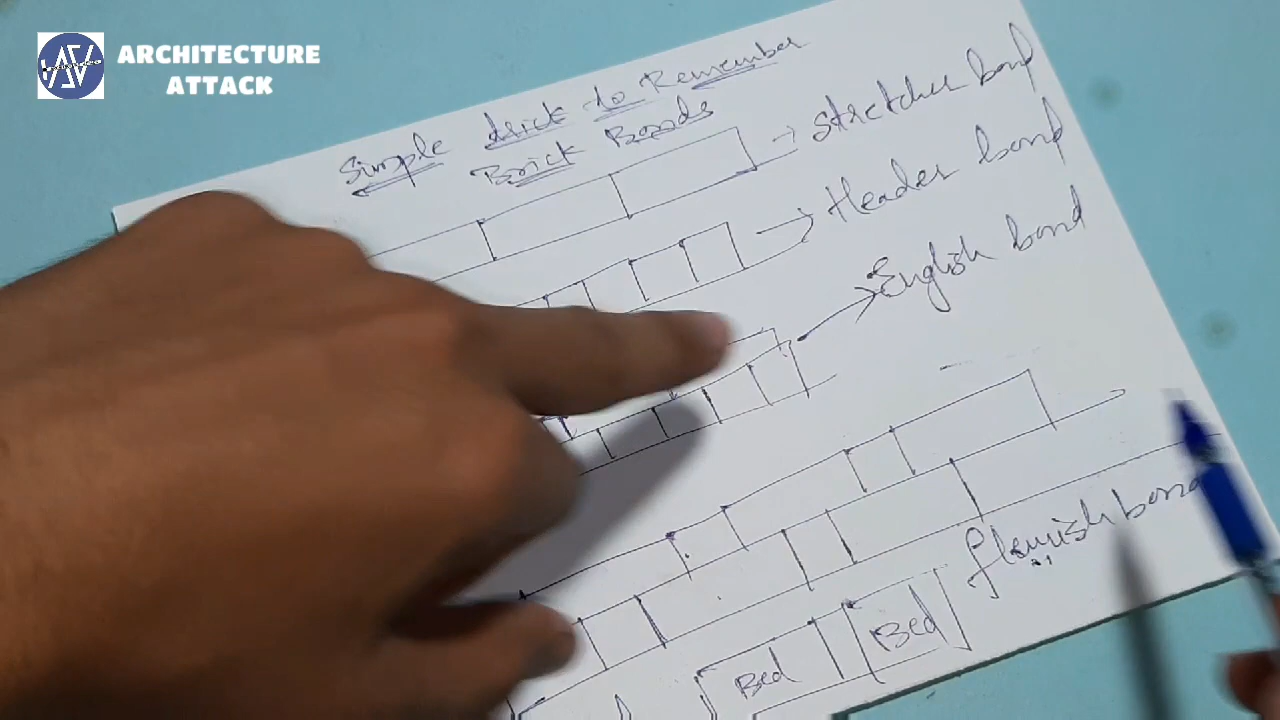 ARCHITECTURE
ATTACK
Simple trick to Remember
Brick Bonds
Stretcher bond
Header bond
English bond
flemish bond
Bed
Bed